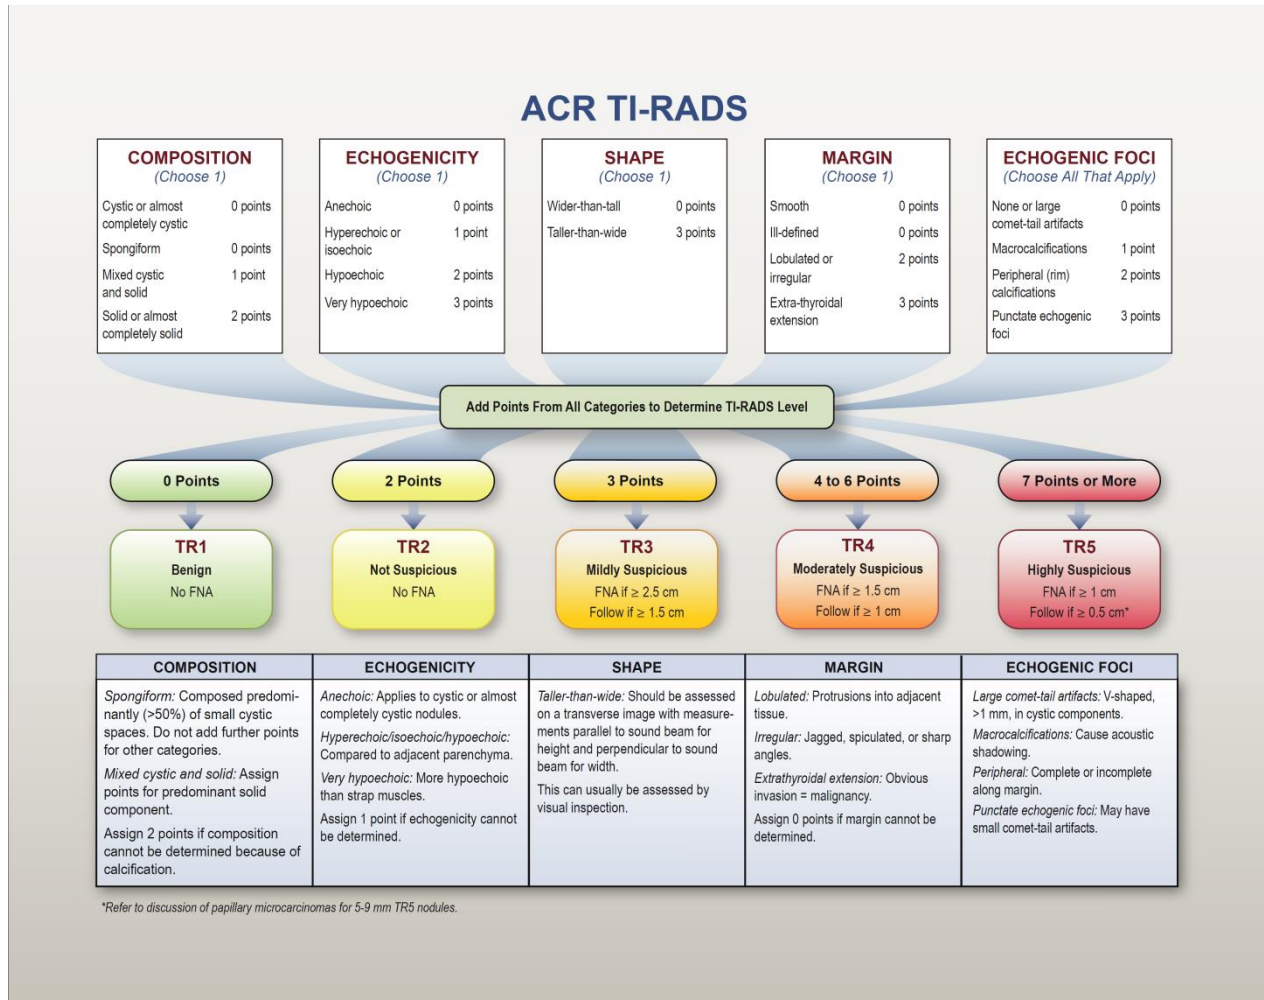 ACR TI-RADS
COMPOSITION
(Choose 1)
Cystic or almost 0 points
completely cystic
Spongiform 0 points
Mixed cystic 1 point
and solid
Solid or almost 2 points
completely solid
ECHOGENICITY
(Choose 1)
Anechoic 0 points
Hyperechoic or 1 point
isoechoic
Hypoechoic 2 points
Very hypoechoic 3 points
SHAPE
(Choose 1)
Wider-than-tall 0 points
Taller-than-wide 3 points
MARGIN
(Choose 1)
Smooth 0 points
Ill-defined 0 points
Lobulated or 2 points
irregular
Extra-thyroidal 3 points
extension
ECHOGENIC FOCI
(Choose All That Apply)
None or large 0 points
comet-tail artifacts
Macrocalcifications 1 point
Peripheral (rim) 2 points
calcifications
Punctate echogenic 3 points
foci
Add Points From All Categories to Determine TI-RADS Level
0 Points
2 Points
3 Points
4 to 6 Points
7 Points or More
TR1
Benign
No FNA
TR2
Not Suspicious
No FNA
TR3
Mildly Suspicious
FNA if ≥ 2.5 cm
Follow if ≥ 1.5 cm
TR4
Moderately Suspicious
FNA if ≥ 1.5 cm
Follow if ≥ 1 cm
TR5
Highly Suspicious
FNA if ≥ 1 cm
Follow if ≥ 0.5 cm*
COMPOSITION
Spongiform: Composed predomi-
nantly (>50%) of small cystic
spaces. Do not add further points
for other categories.
Mixed cystic and solid: Assign
points for predominant solid
component.
Assign 2 points if composition
cannot be determined because of
calcification.
ECHOGENICITY
Anechoic: Applies to cystic or almost
completely cystic nodules.
Hyperechoic/isoechoic/hypoechoic:
Compared to adjacent parenchyma.
Very hypoechoic: More hypoechoic
than strap muscles.
Assign 1 point if echogenicity cannot
be determined.
SHAPE
Taller-than-wide: Should be assessed
on a transverse image with measure-
ments parallel to sound beam for
height and perpendicular to sound
beam for width.
This can usually be assessed by
visual inspection.
MARGIN
Lobulated: Protrusions into adjacent
tissue.
Irregular: Jagged, spiculated, or sharp
angles.
Extrathyroidal extension: Obvious
invasion = malignancy.
Assign 0 points if margin cannot be
determined.
ECHOGENIC FOCI
Large comet-tail artifacts: V-shaped,
>1 mm, in cystic components.
Macrocalcifications: Cause acoustic
shadowing.
Peripheral: Complete or incomplete
along margin.
Punctate echogenic foci: May have
small comet-tail artifacts.
*Refer to discussion of papillary microcarcinomas for 5-9 mm TR5 nodules.